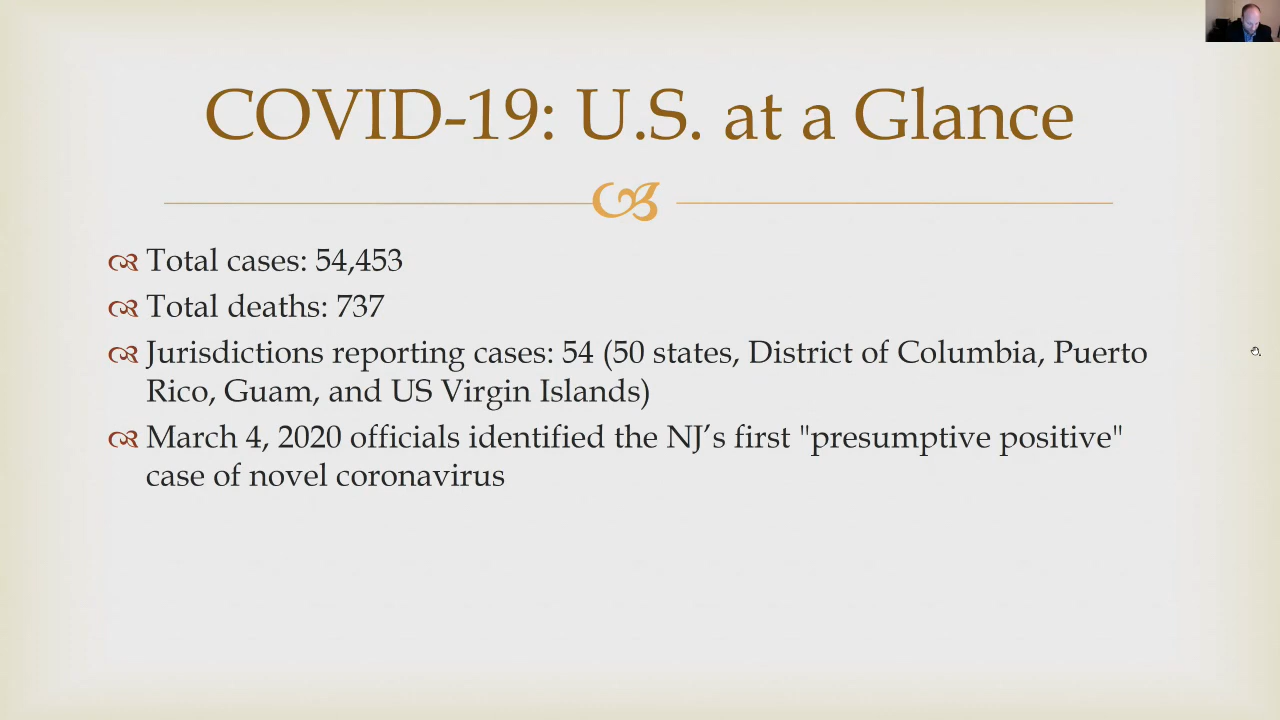 COVID-19: U.S. at a Glance
Total cases: 54,453
Total deaths: 737
Jurisdictions reporting cases: 54 (50 states, District of Columbia, Puerto
Rico, Guam, and US Virgin Islands)
March 4, 2020 officials identified the NJ’s first "presumptive positive"
case of novel coronavirus